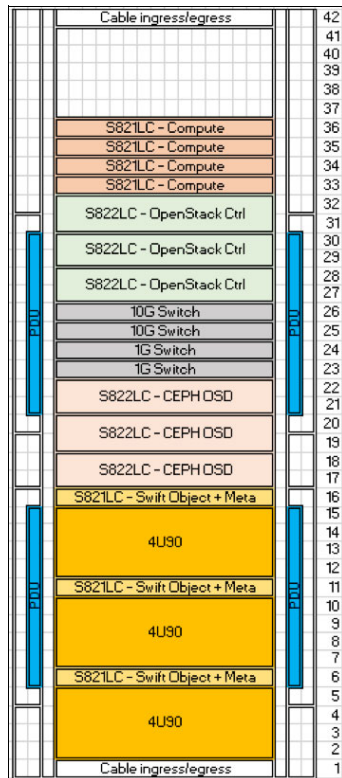 Cable ingress/egress 42
41
40
39
38
37
S821LC - Compute 36
S821LC - Compute 35
S821LC - Compute 34
S821LC - Compute 33
32
S822LC - OpenStack Ctrl
31
30
S822LC - OpenStack Ctrl
29
28
S822LC - OpenStack Ctrl
27
10G Switch 26
10G Switch 25
1G Switch 24
1G Switch 23
PDU
PDU
22
S822LC - CEPH OSD
21
20
S822LC - CEPH OSD
19
18
S822LC - CEPH OSD
17
S821LC - Swift Object + Meta 16
15
14
4U90
13
12
S821LC - Swift Object + Meta 11
PDU
PDU
10
9
4U90
8
7
S821LC - Swift Object + Meta 6
5
4
4U90
3
2
Cable ingress/egress 1